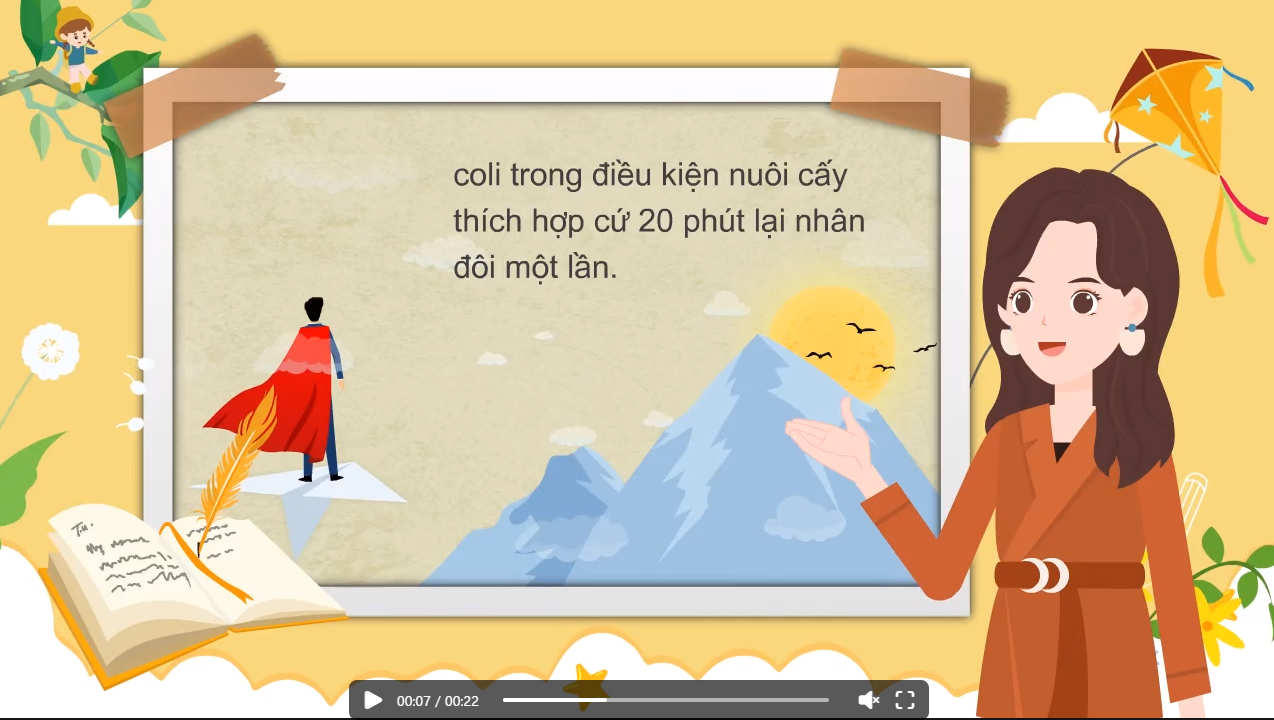 coli trong điều kiện nuôi cấy
thích hợp cứ 20 phút lại nhân
đôi một lần.
To:
00:07 / 00:22